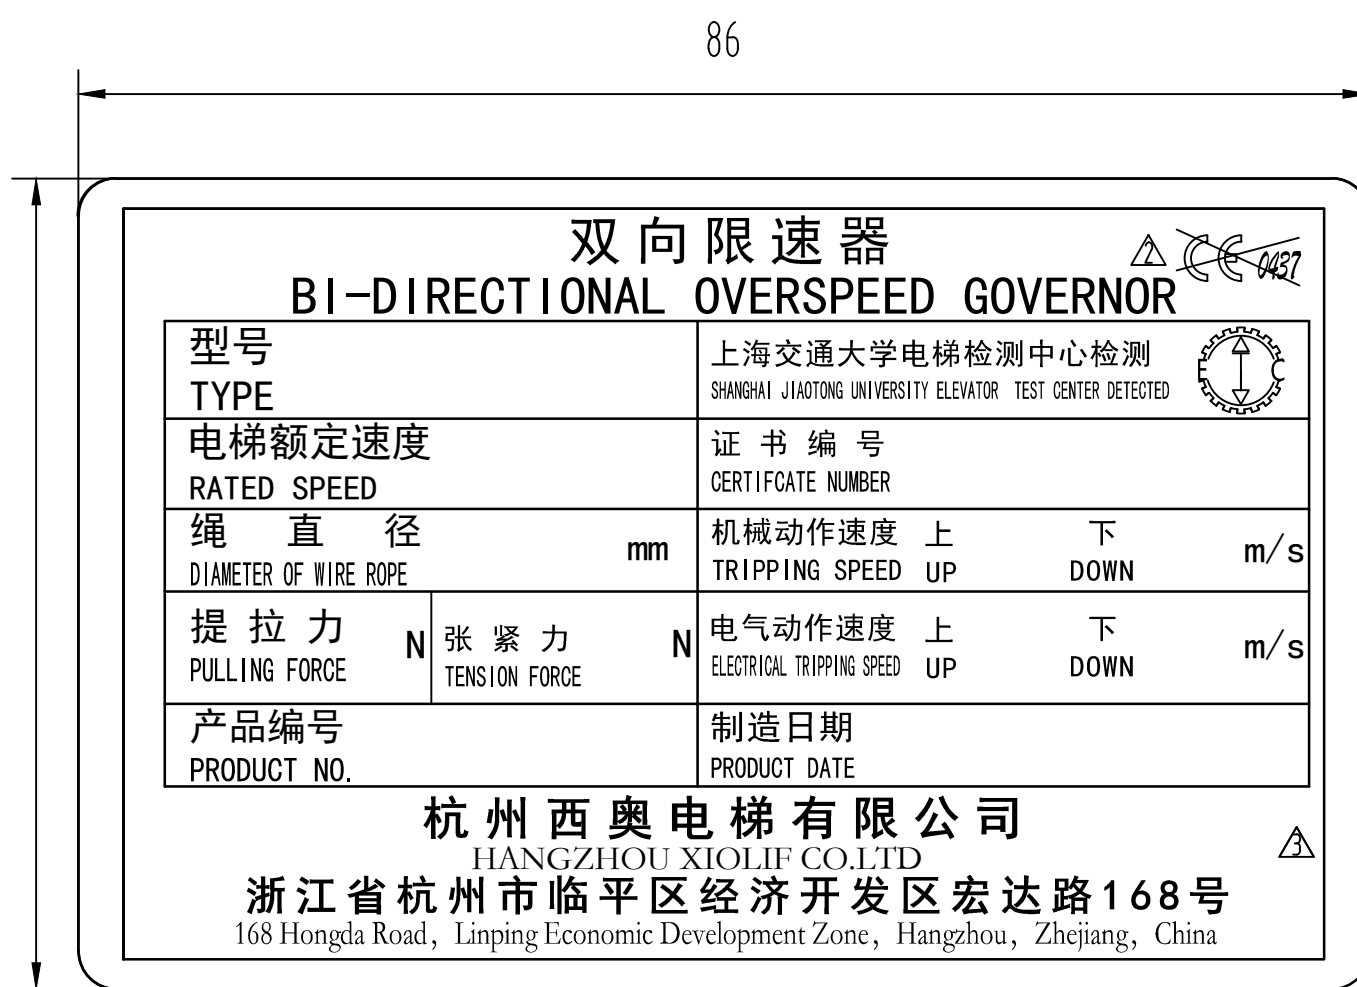 86
双向限速器
2 CE 0437
BI-DIRECTIONAL OVERSPEED GOVERNOR
型号
TYPE
上海交通大学电梯检测中心检测
SHANGHAI JIAOTONG UNIVERSITY ELEVATOR TEST CENTER DETECTED
E C
电梯额定速度
RATED SPEED
证书编号
CERTIFCATE NUMBER
绳直径 mm
DIAMETER OF WIRE ROPE
机械动作速度 上 下 m/s
TRIPPING SPEED UP DOWN
提拉力 N
PULLING FORCE
张紧力 N
TENSION FORCE
电气动作速度 上 下 m/s
ELECTRICAL TRIPPING SPEED UP DOWN
产品编号
PRODUCT NO.
制造日期
PRODUCT DATE
杭州西奥电梯有限公司
3
HANGZHOU XIOLIF CO.LTD
浙江省杭州市临平区经济开发区宏达路168号
168 Hongda Road, Linping Economic Development Zone, Hangzhou, Zhejiang, China